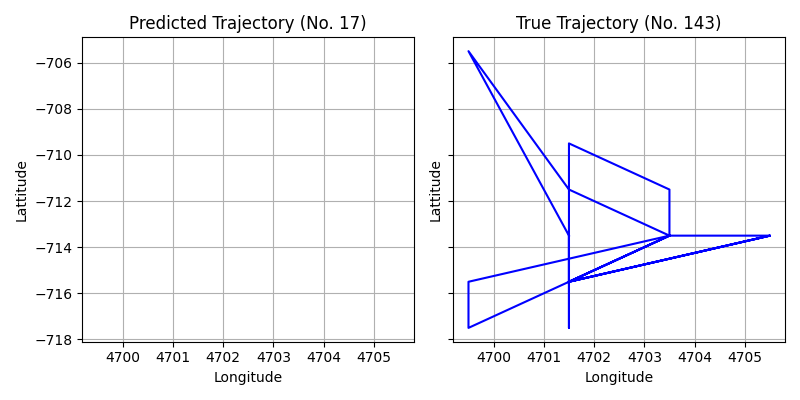 Predicted Trajectory (No. 17)
True Trajectory (No. 143)
−706
−708
−710
−712
−714
−716
−718
Lattitude
Lattitude
4700 4701 4702 4703 4704 4705
4700 4701 4702 4703 4704 4705
Longitude
Longitude